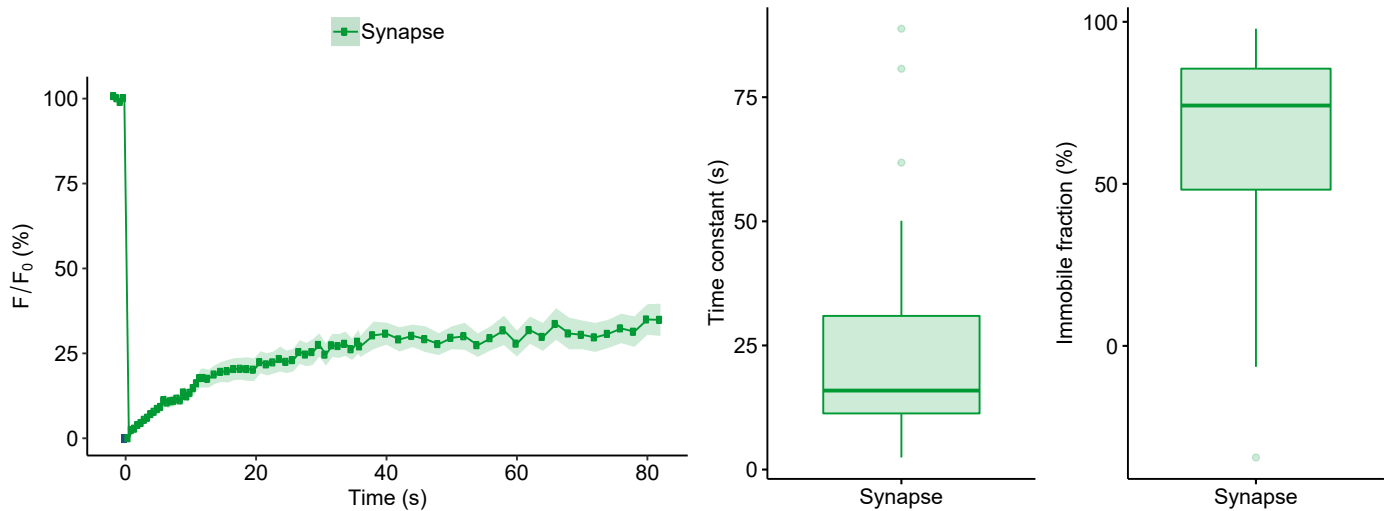 Synapse
F/F0 (%)
100
75
50
25
0
0 20 40 60 80
Time (s)
Time constant (s)
75
50
25
0
Synapse
Immobile fraction (%)
100
50
0
Synapse